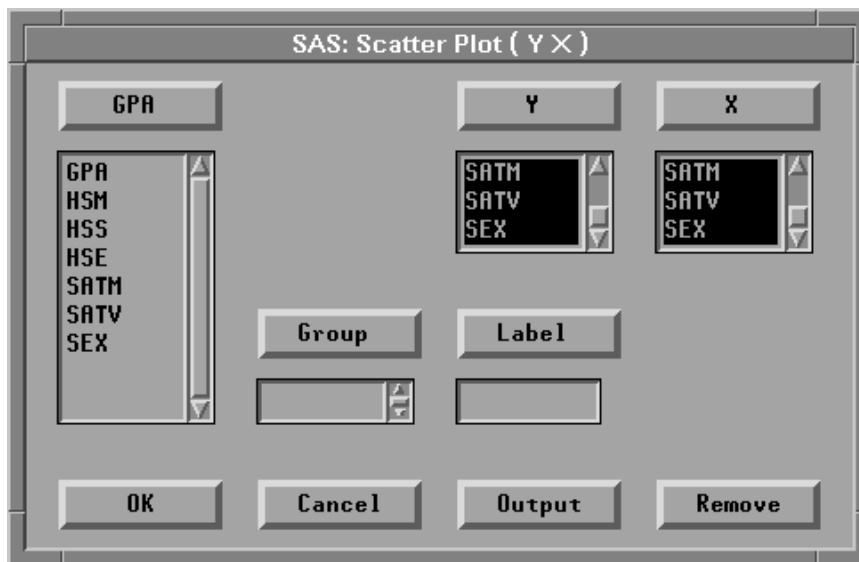 SAS: Scatter Plot ( Y X )
GPA
Y
X
GPA
HSM
HSS
HSE
SATM
SATV
SEX
SATM
SATV
SEX
SATM
SATV
SEX
Group
Label
OK
Cancel
Output
Remove